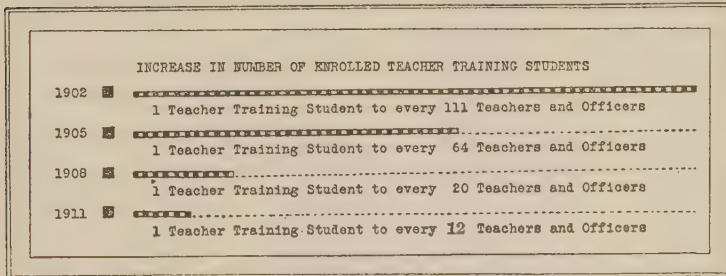 INCREASE IN NUMBER OF ENROLLED TEACHER TRAINING STUDENTS
1902
1 Teacher Training Student to every 111 Teachers and Officers
1905
1 Teacher Training Student to every 64 Teachers and Officers
1908
1 Teacher Training Student to every 20 Teachers and Officers
1911
1 Teacher Training Student to every 12 Teachers and Officers